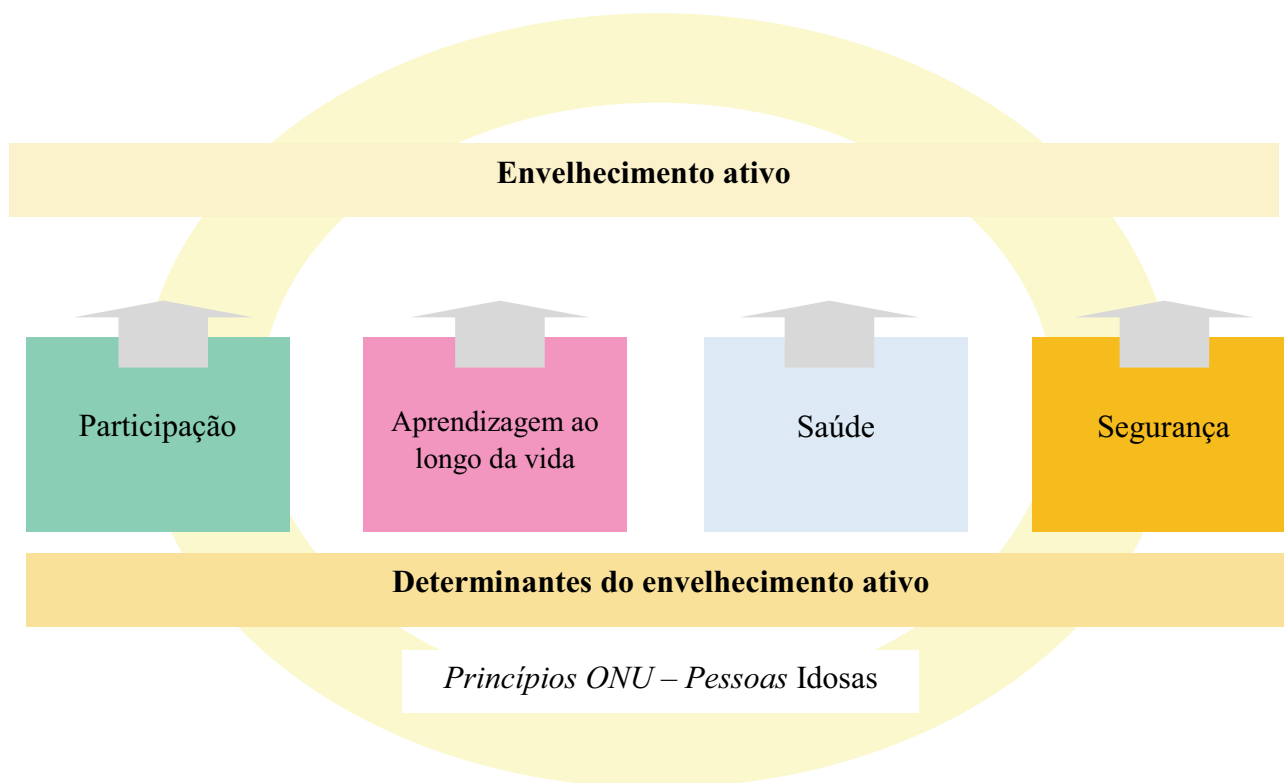 Envelhecimento ativo
Participação
Aprendizagem ao
longo da vida
Saúde
Segurança
Determinantes do envelhecimento ativo
Princípios ONU – Pessoas Idosas